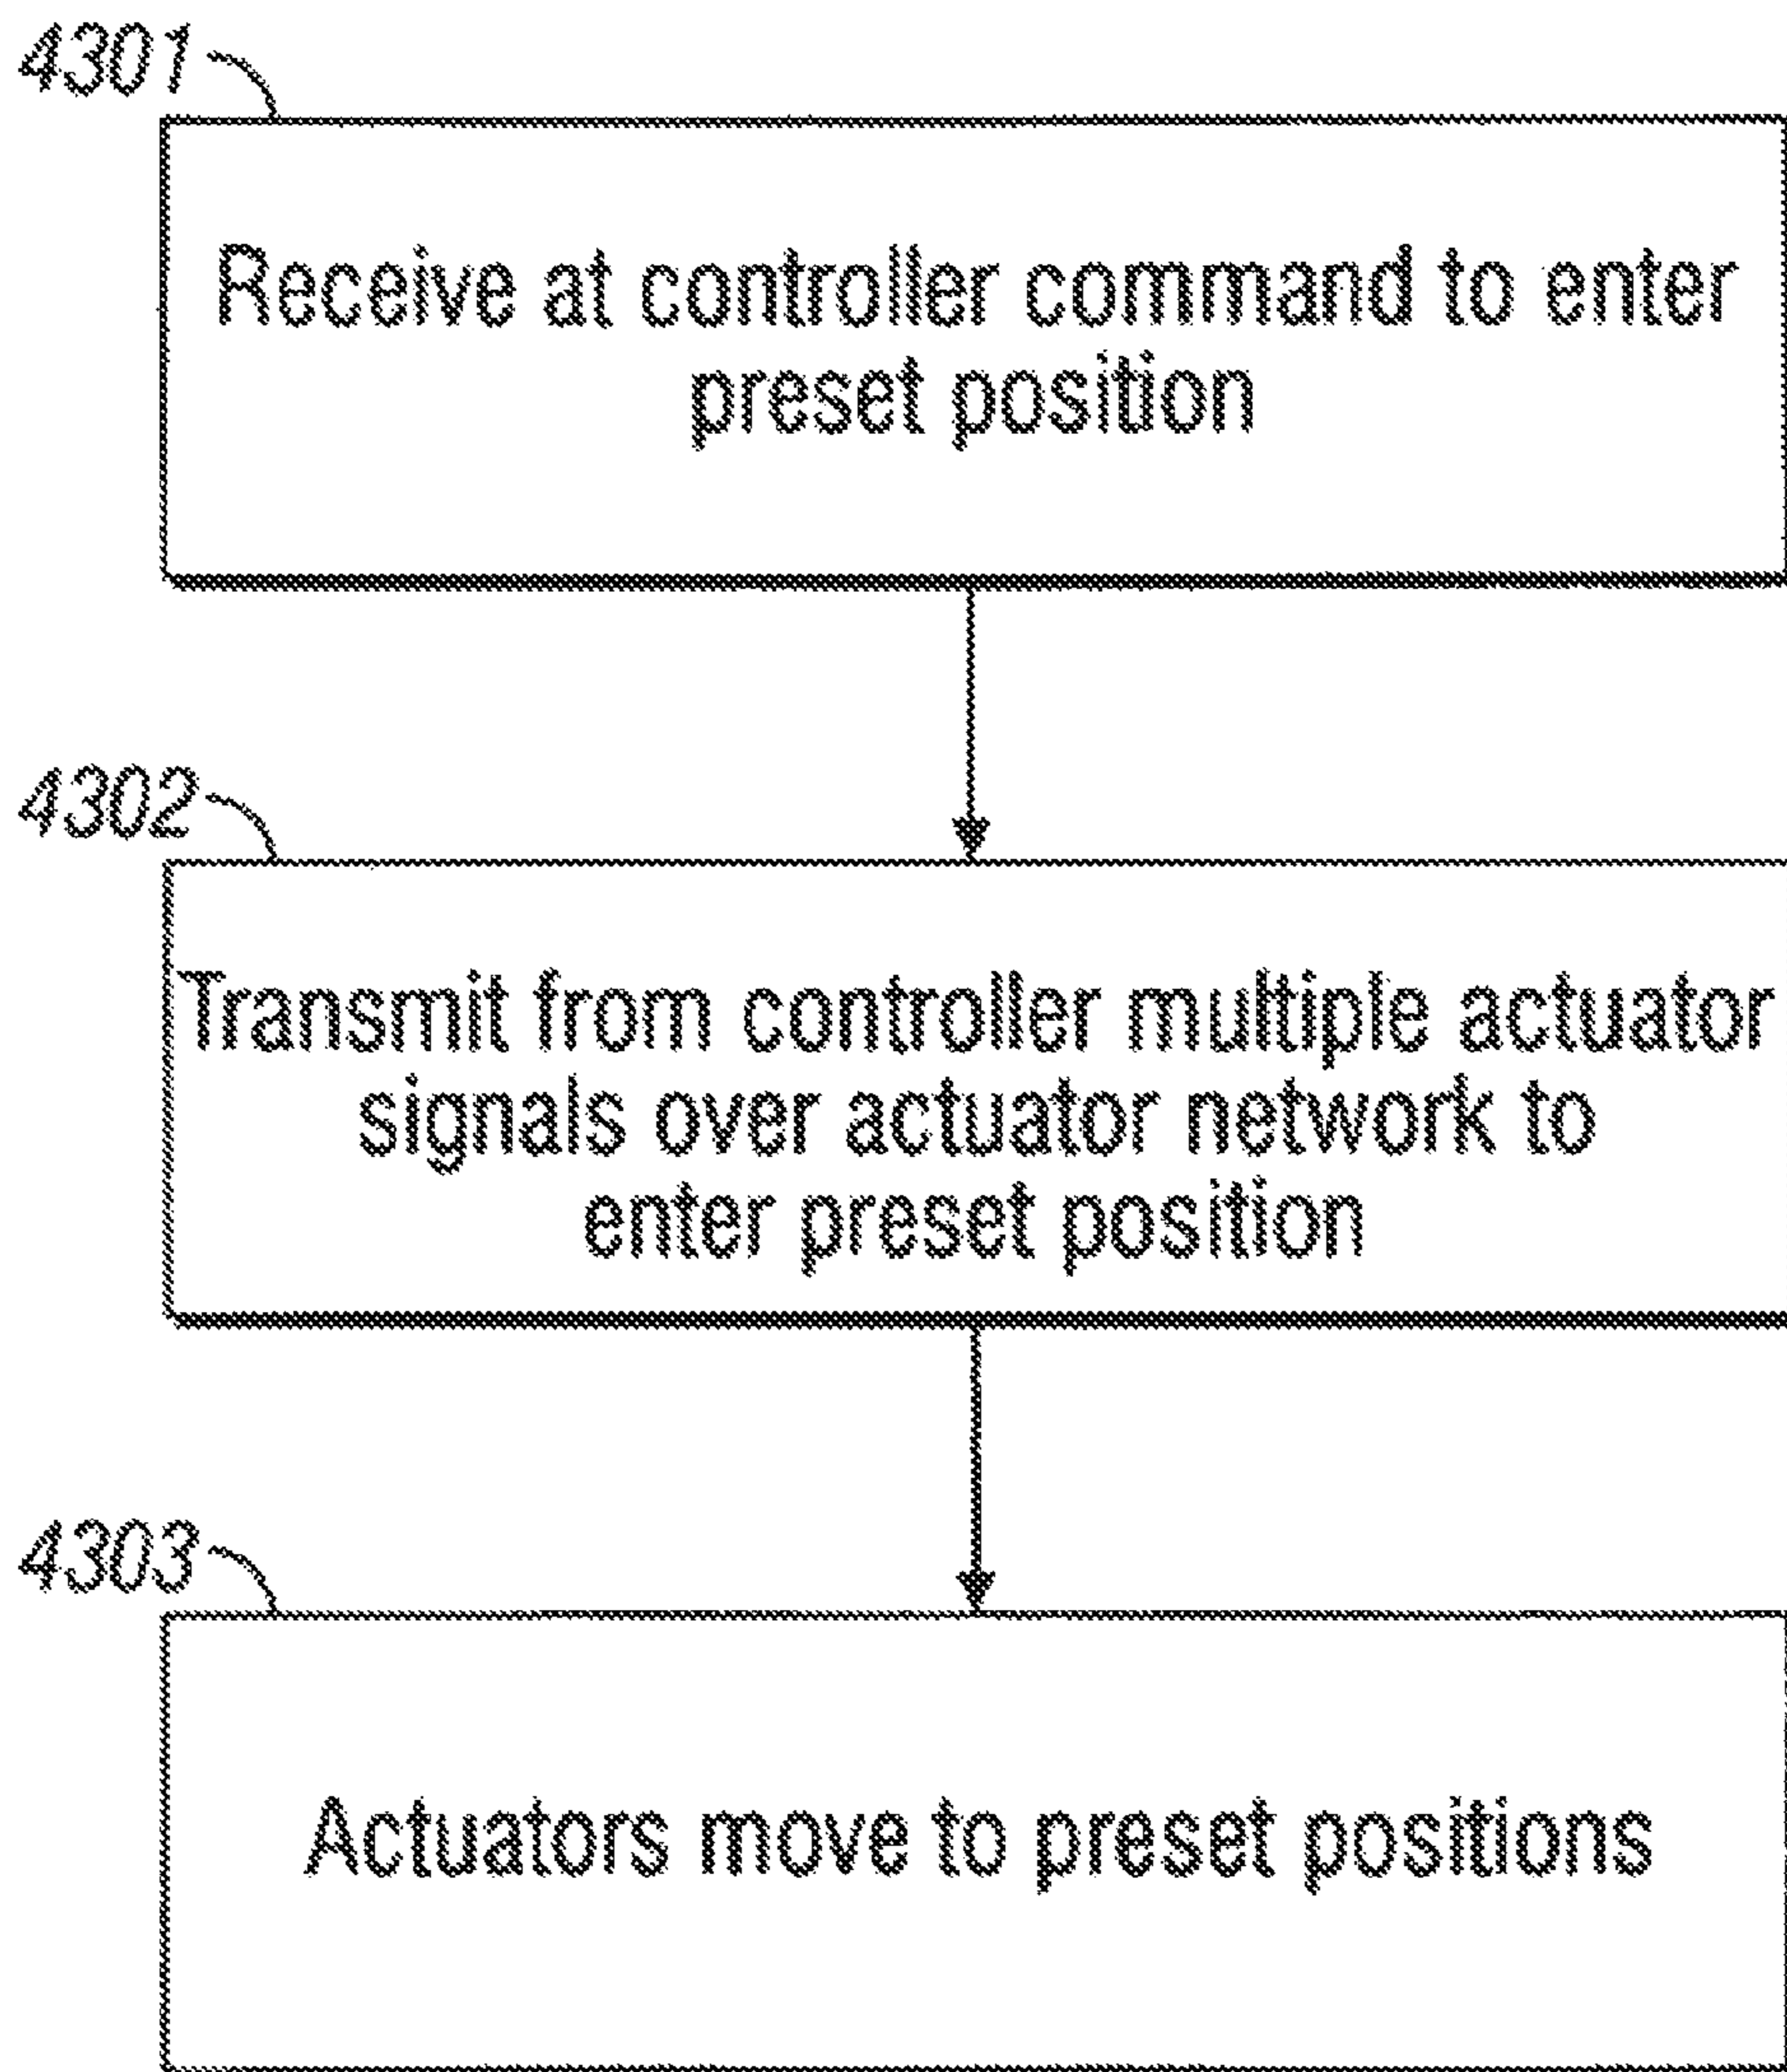 4301
Receive at controller command to enter
preset position
4302
Transmit from controller multiple actuator
signals over actuator network to
enter preset position
4303
Actuators move to preset positions